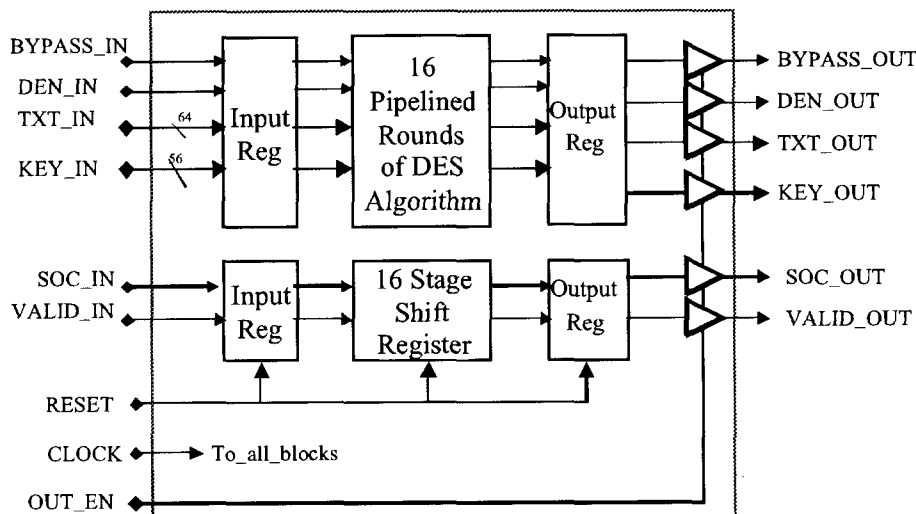 BYPASS_IN
DEN_IN
TXT_IN
KEY_IN
64
56
Input
Reg
16
Pipelined
Rounds
of DES
Algorithm
Output
Reg
BYPASS_OUT
DEN_OUT
TXT_OUT
KEY_OUT
SOC_IN
VALID_IN
Input
Reg
16 Stage
Shift
Register
Output
Reg
SOC_OUT
VALID_OUT
RESET
CLOCK
To_all_blocks
OUT_EN